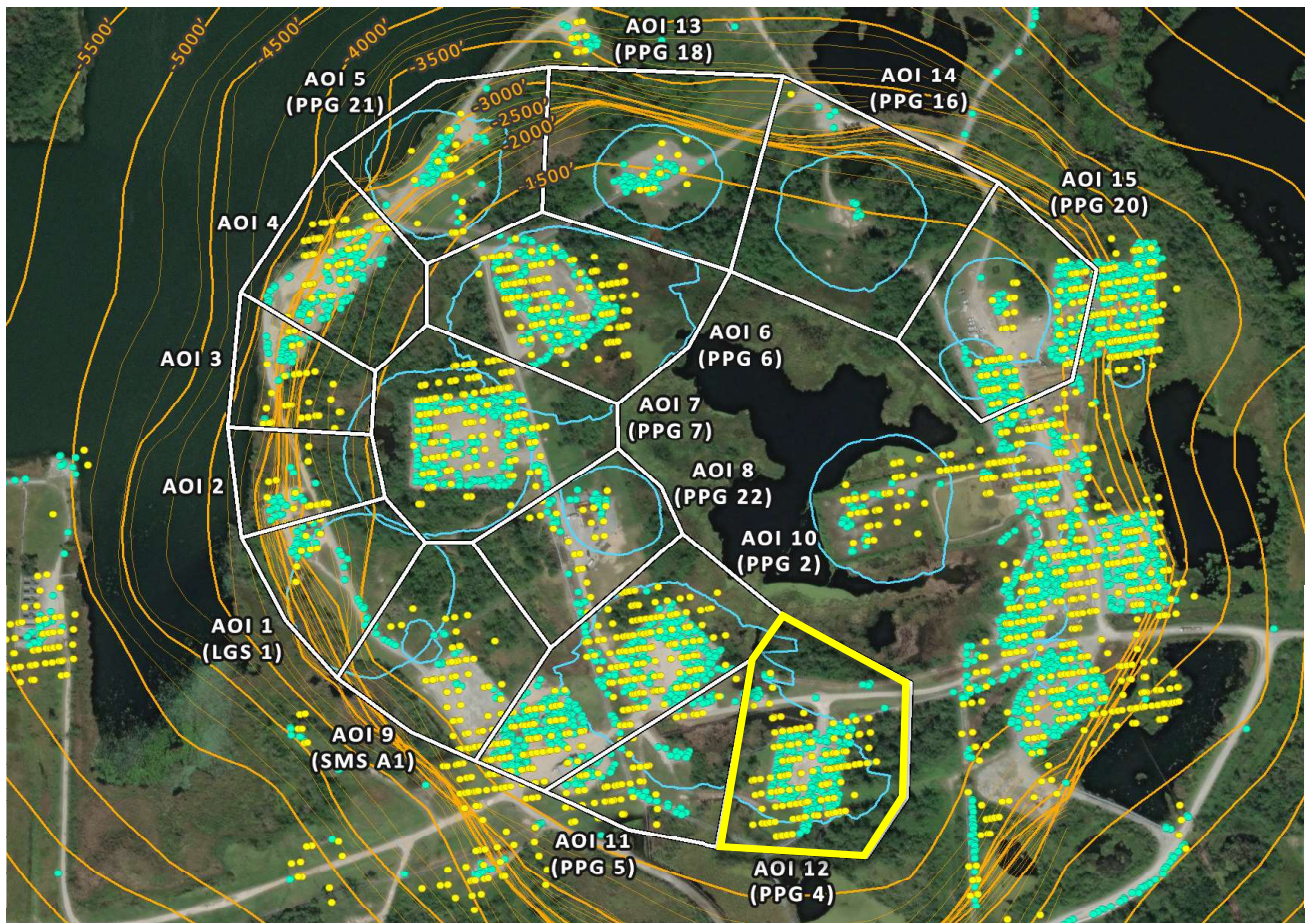 -5500'
-5000'
-4500'
-4000'
-3500'
-3000'
-2500'
-2000'
-1500'
AOI 13
(PPG 18)
AOI 5
(PPG 21)
AOI 14
(PPG 16)
AOI 15
(PPG 20)
AOI 4
AOI 3
AOI 6
(PPG 6)
AOI 7
(PPG 7)
AOI 2
AOI 8
(PPG 22)
AOI 10
(PPG 2)
AOI 1
(LGS 1)
AOI 9
(SMS A1)
AOI 11
(PPG 5)
AOI 12
(PPG 4)